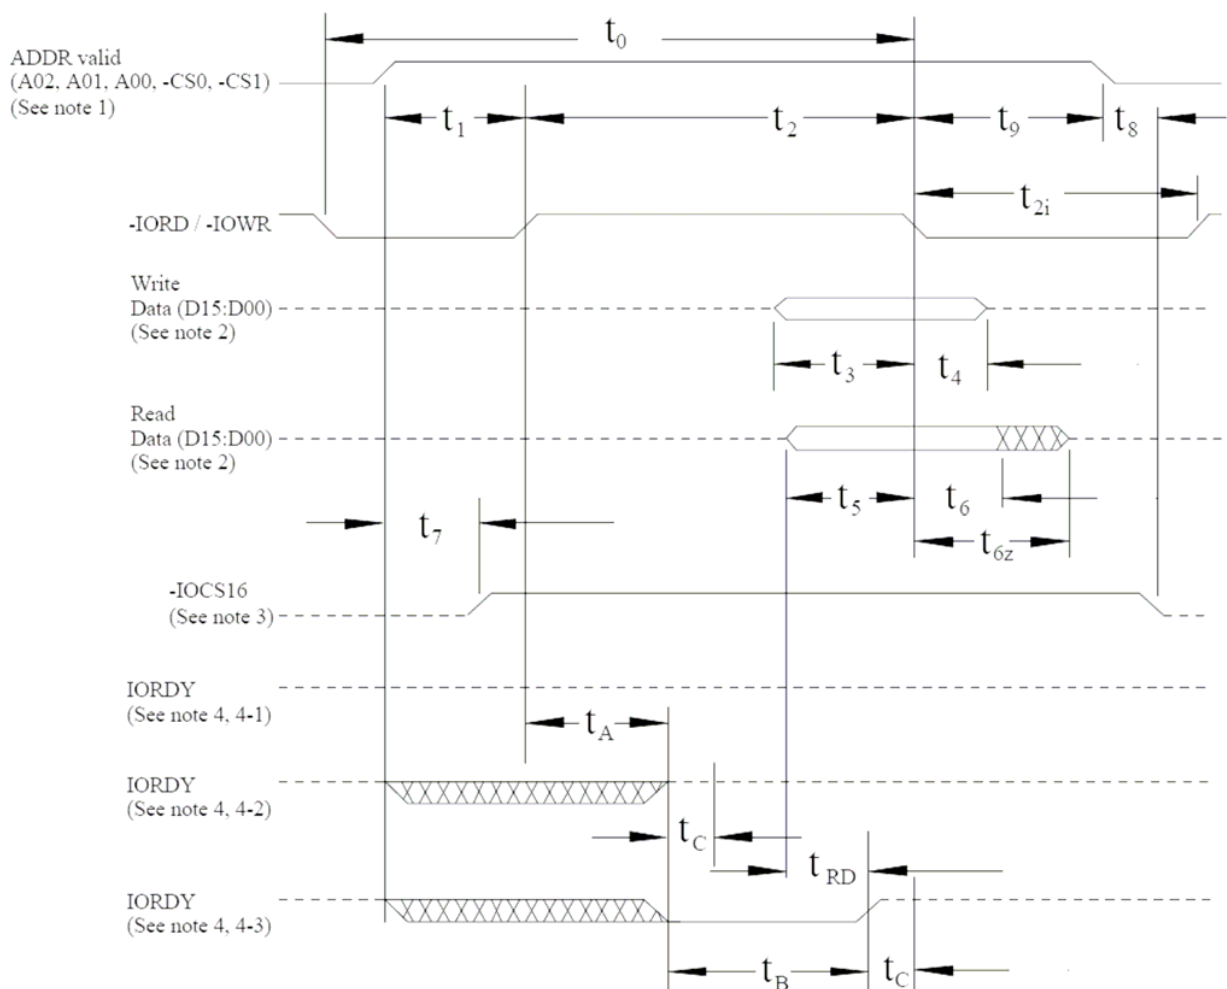 t0
ADDR valid
(A02, A01, A00, -CS0, -CS1)
(See note 1)
t1
t2
t9
t8
t2i
-IORD / -IOWR
Write
Data (D15:D00)
(See note 2)
t3
t4
Read
Data (D15:D00)
(See note 2)
t5
t6
t7
t6z
-IOCS16
(See note 3)
IORDY
(See note 4, 4-1)
tA
IORDY
(See note 4, 4-2)
tC
tRD
IORDY
(See note 4, 4-3)
tB
tC